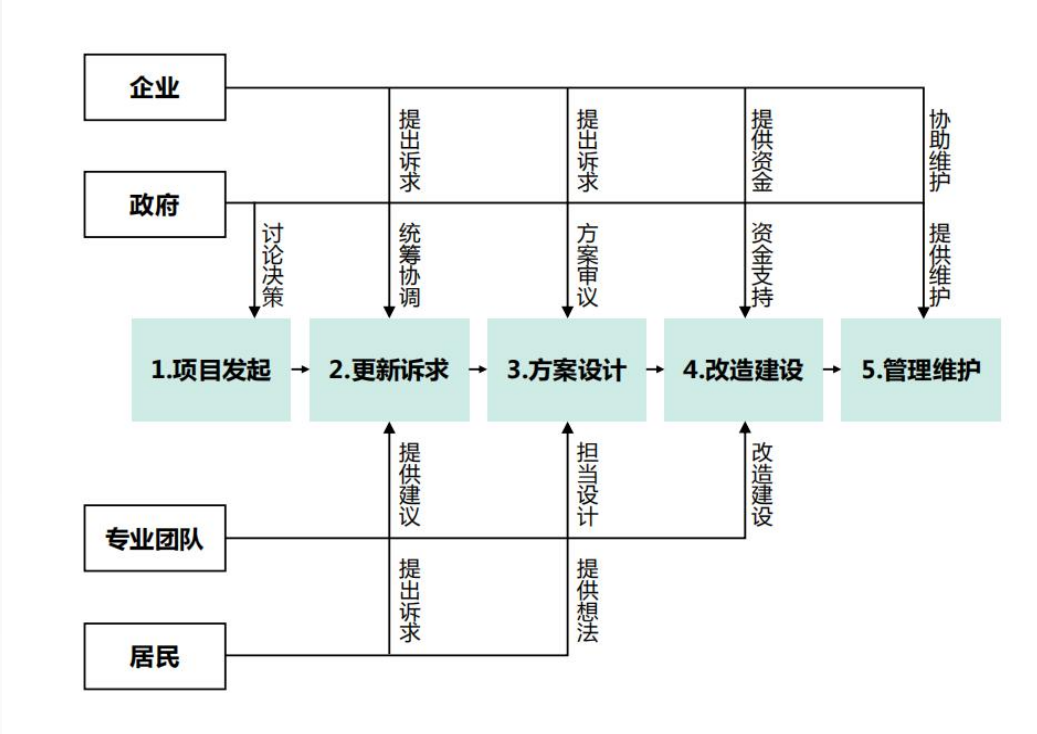 企业
提出诉求
提出诉求
提供资金
协助维护
政府
讨论决策
统筹协调
方案审议
资金支持
提供维护
1.项目发起
2.更新诉求
3.方案设计
4.改造建设
5.管理维护
提供建议
担当设计
改造建设
专业团队
提出诉求
提供想法
居民